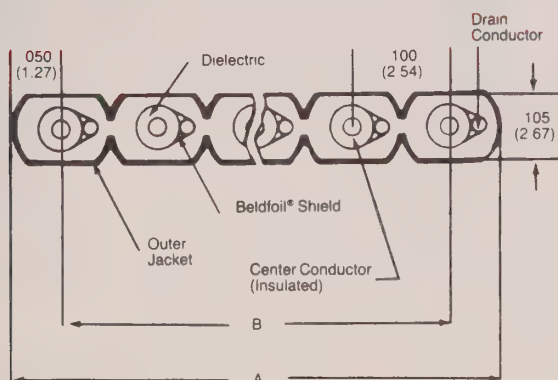 Drain
Conductor
050
(1.27)
Dielectric
100
(2 54)
105
(2 67)
Beldfoil® Shield
Outer
Jacket
Center Conductor
(Insulated)
B
A